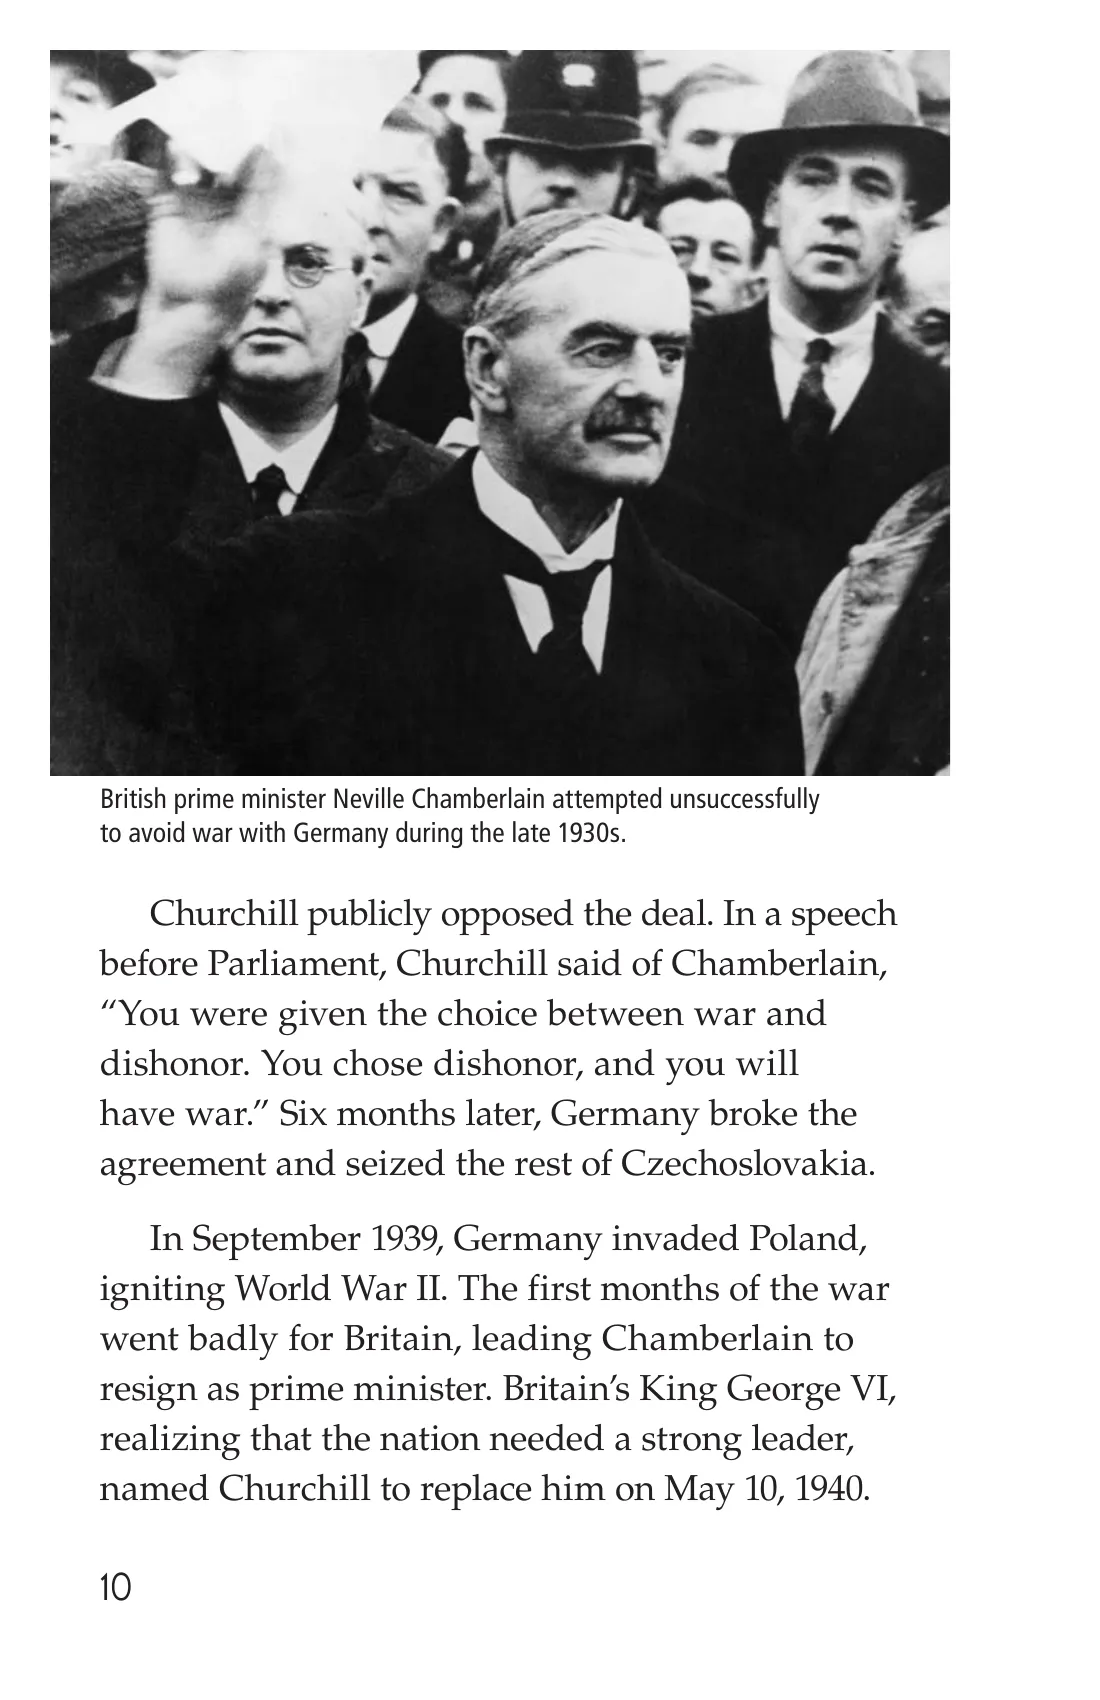 British prime minister Neville Chamberlain attempted unsuccessfully
to avoid war with Germany during the late 1930s.
Churchill publicly opposed the deal. In a speech
before Parliament, Churchill said of Chamberlain,
“You were given the choice between war and
dishonor. You chose dishonor, and you will
have war.” Six months later, Germany broke the
agreement and seized the rest of Czechoslovakia.
In September 1939, Germany invaded Poland,
igniting World War II. The first months of the war
went badly for Britain, leading Chamberlain to
resign as prime minister. Britain’s King George VI,
realizing that the nation needed a strong leader,
named Churchill to replace him on May 10, 1940.
10